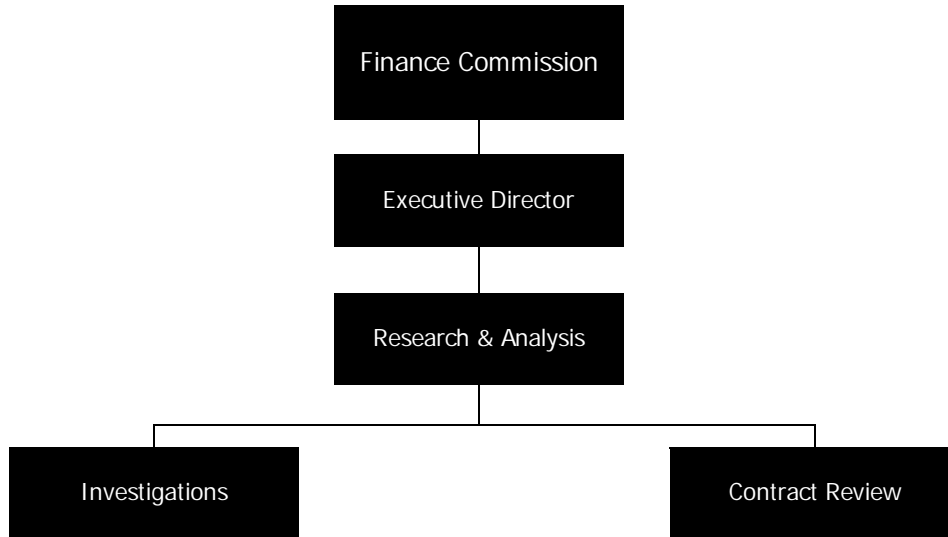 Finance Commission
Executive Director
Research & Analysis
Investigations
Contract Review